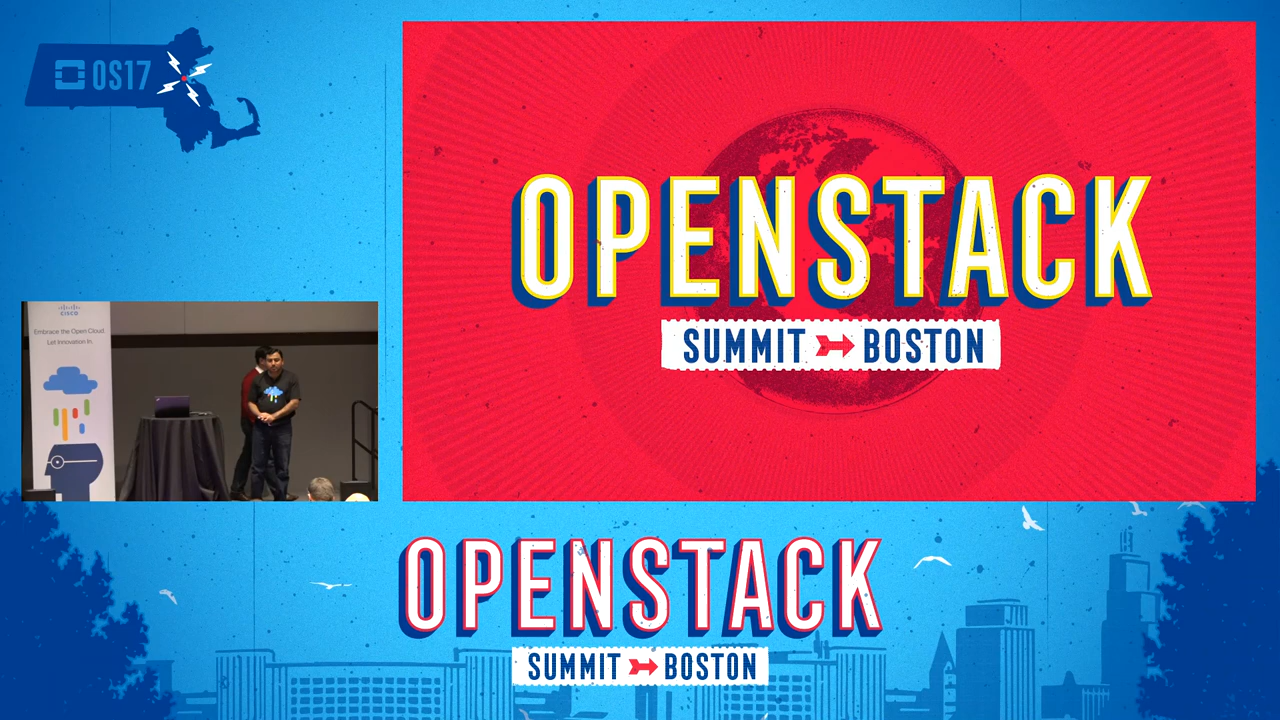 OS17
OPENSTACK
SUMMIT BOSTON
CISCO
Embrace the Open Cloud.
Let Innovation In.
OPENSTACK
SUMMIT BOSTON